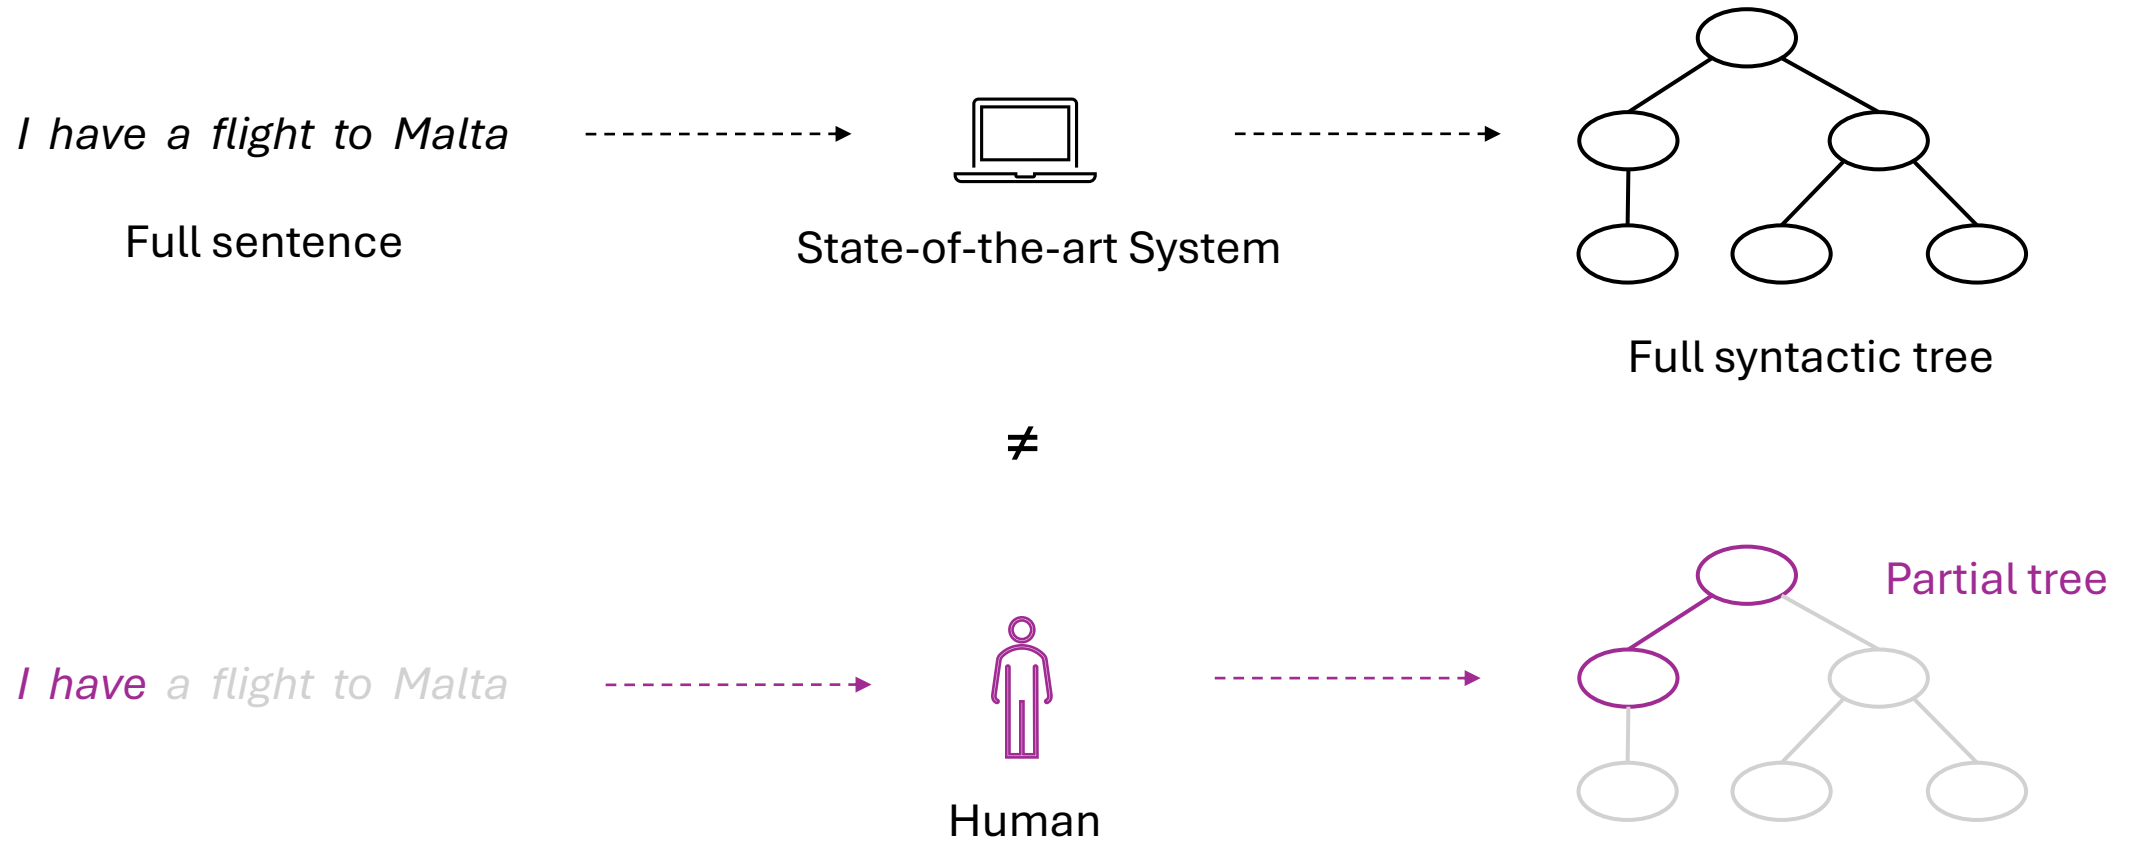 I have a flight to Malta
Full sentence
State-of-the-art System
Full syntactic tree
≠
Partial tree
I have a flight to Malta
Human